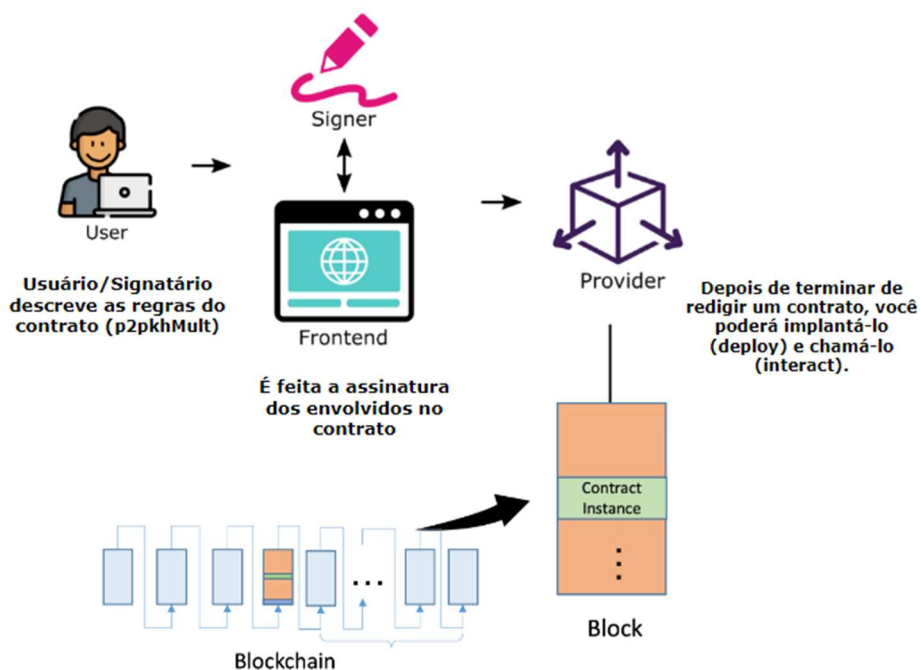 Signer
User
Usuário/Signatário
descreve as regras do
contrato (p2pkhMult)
Frontend
É feita a assinatura
dos envolvidos no
contrato
Provider
Depois de terminar de
redigir um contrato, você
poderá implantá-lo
(deploy) e chamá-lo
(interact).
Contract
Instance
Block
Blockchain